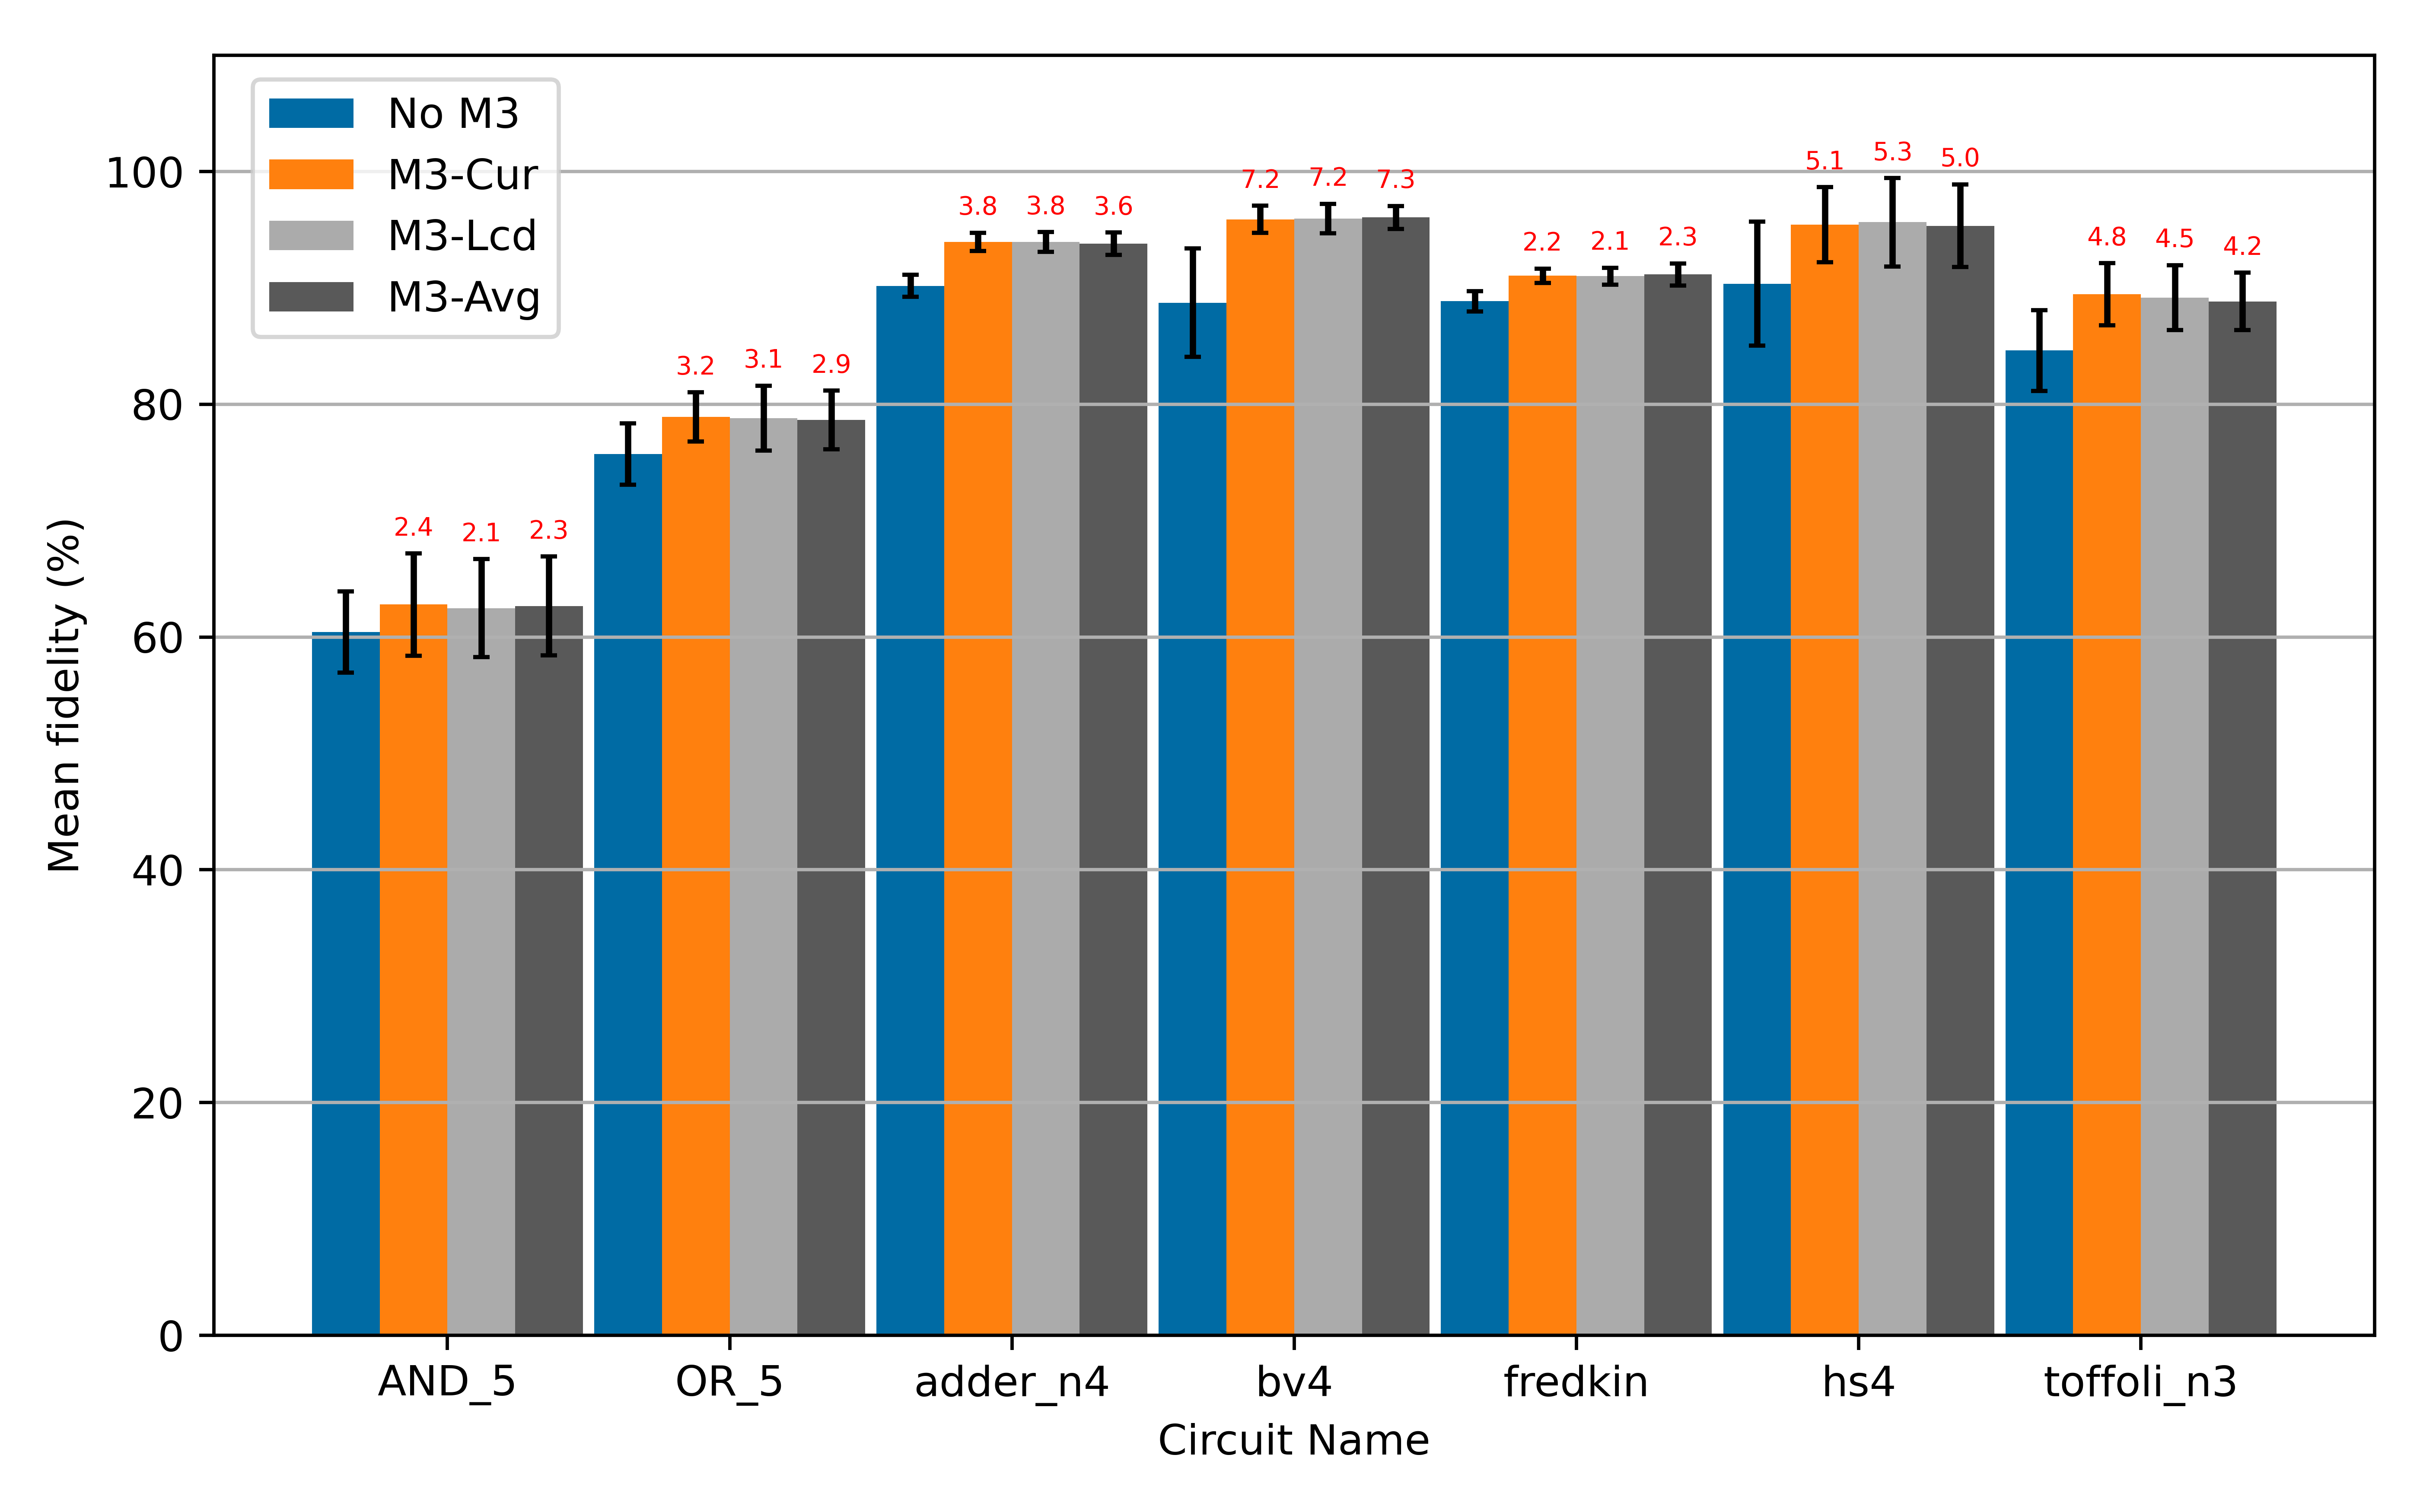 No M3
M3-Cur
M3-Lcd
M3-Avg
100
80
60
40
20
0
Mean fidelity (%)
2.4 2.1 2.3
3.2 3.1 2.9
3.8 3.8 3.6
7.2 7.2 7.3
2.2 2.1 2.3
5.1 5.3 5.0
4.8 4.5 4.2
AND_5 OR_5 adder_n4 bv4 fredkin hs4 toffoli_n3
Circuit Name